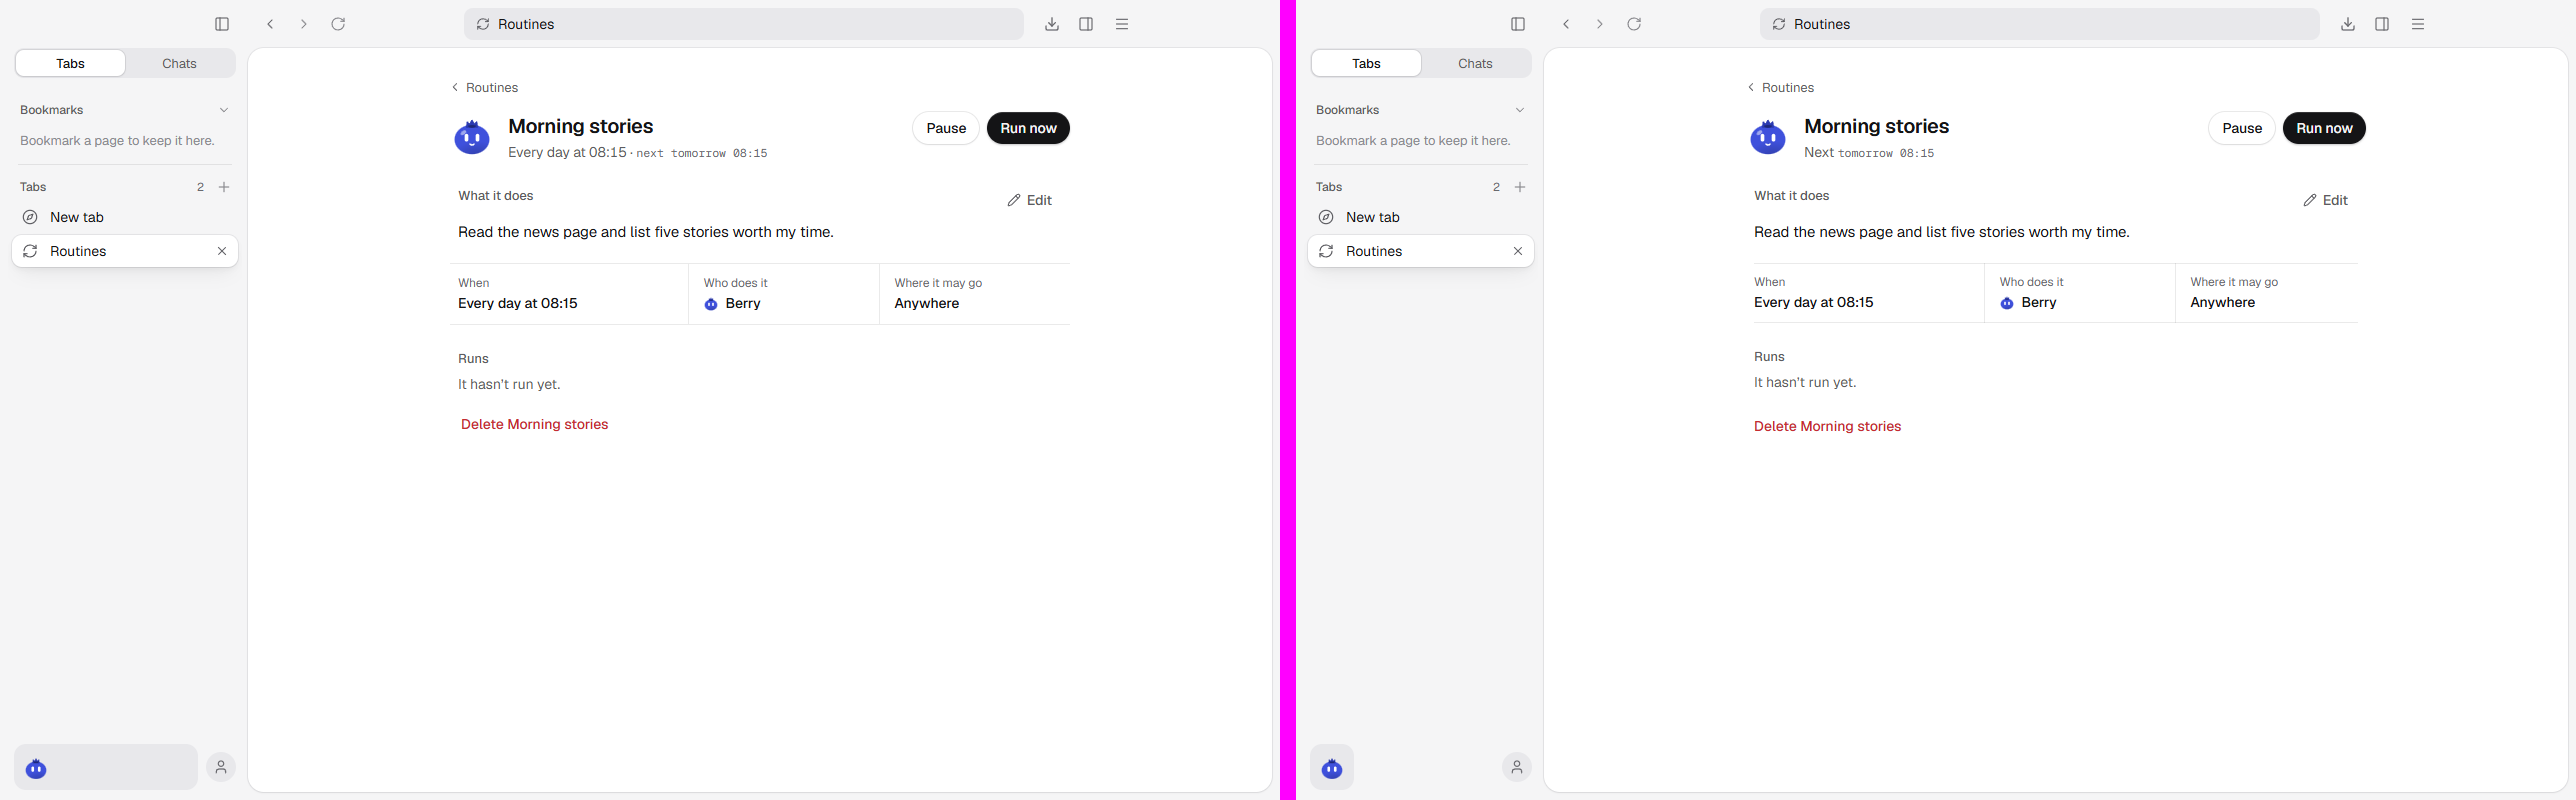 Routines
Tabs Chats
Bookmarks
Bookmark a page to keep it here.
Tabs 2
New tab
Routines
Routines
Morning stories
Every day at 08:15 · next tomorrow 08:15
Pause Run now
What it does
Edit
Read the news page and list five stories worth my time.
When Who does it Where it may go
Every day at 08:15 Berry Anywhere
Runs
It hasn't run yet.
Delete Morning stories
Routines
Tabs Chats
Bookmarks
Bookmark a page to keep it here.
Tabs 2
New tab
Routines
Routines
Morning stories
Next tomorrow 08:15
Pause Run now
What it does
Edit
Read the news page and list five stories worth my time.
When Who does it Where it may go
Every day at 08:15 Berry Anywhere
Runs
It hasn't run yet.
Delete Morning stories